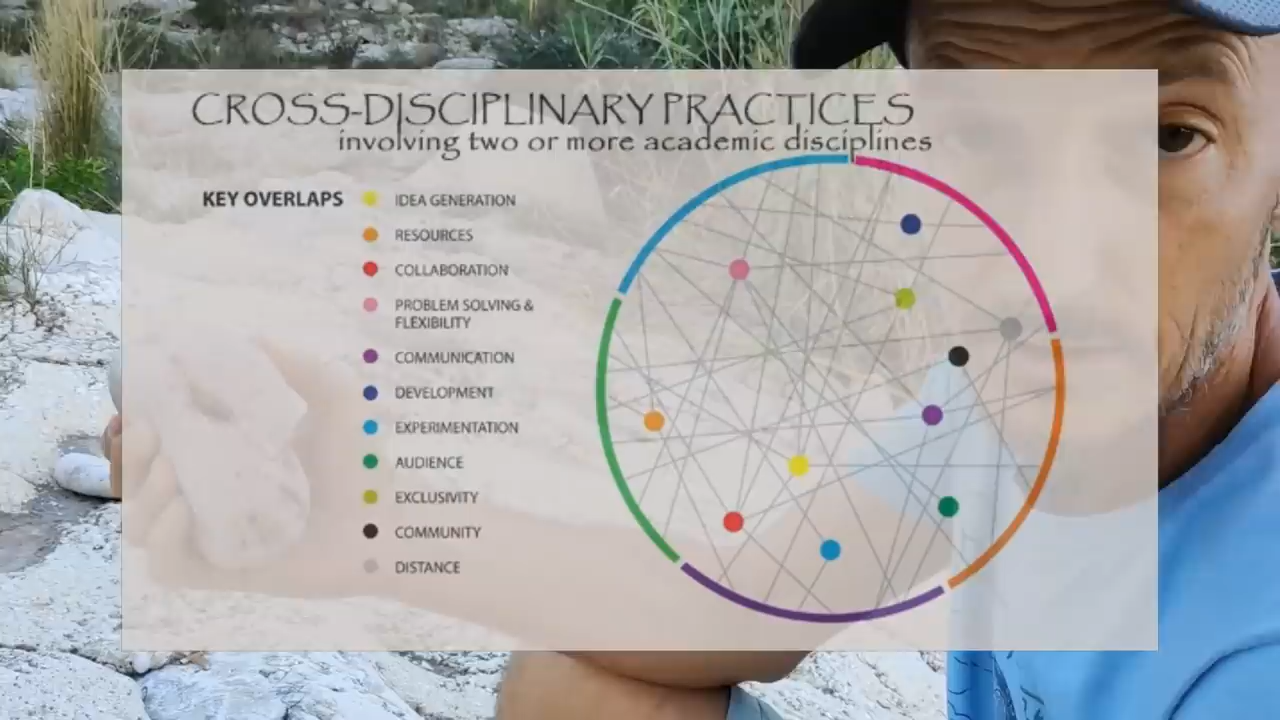 CROSS-DISCIPLINARY PRACTICES
involving two or more academic disciplines
KEY OVERLAPS
IDEA GENERATION
RESOURCES
COLLABORATION
PROBLEM SOLVING &
FLEXIBILITY
COMMUNICATION
DEVELOPMENT
EXPERIMENTATION
AUDIENCE
EXCLUSIVITY
COMMUNITY
DISTANCE